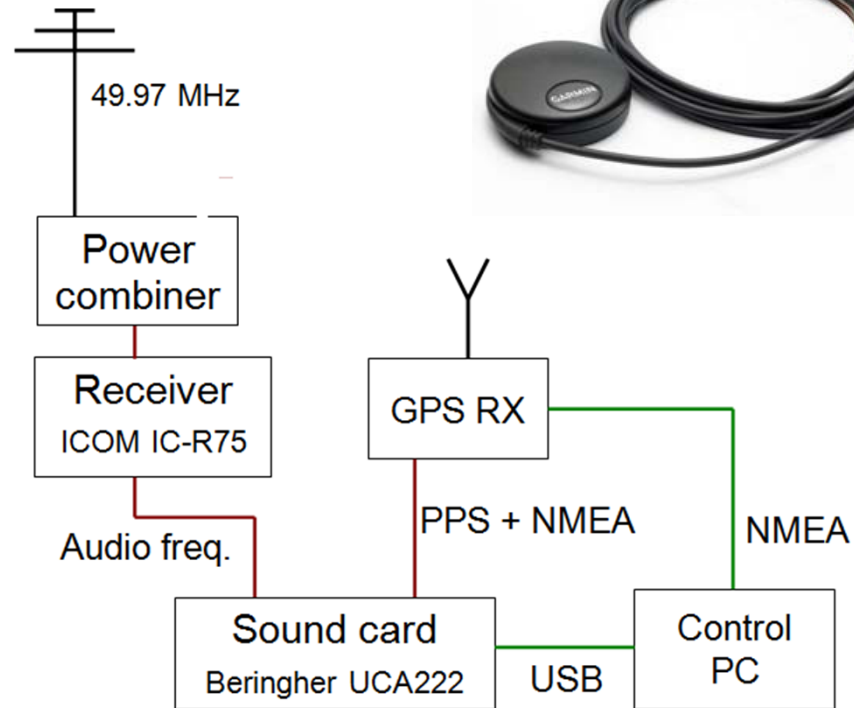 49.97 MHz
GARMIN
Power
combiner
Receiver
ICOM IC-R75
GPS RX
Audio freq.
PPS + NMEA
NMEA
Sound card
Beringher UCA222
USB
Control
PC